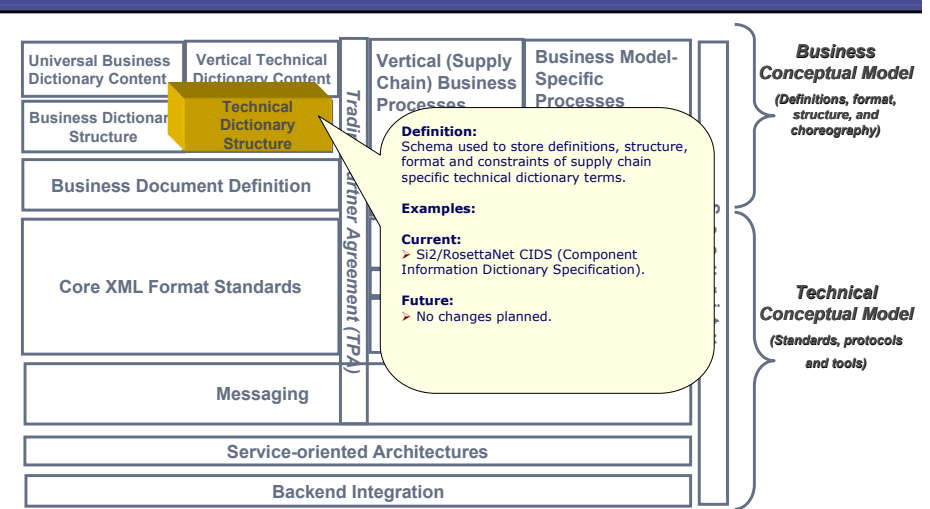 Universal Business
Dictionary Content
Vertical Technical
Dictionary Content
Vertical (Supply
Chain) Business
Processes
Business Model-
Specific
Processes
Business Dictionar
Structure
Technical
Dictionary
Structure
Business Document Definition
Core XML Format Standards
Messaging
Service-oriented Architectures
Backend Integration
Tradin
rtner Agreement (TPA)
Definition:
Schema used to store definitions, structure,
format and constraints of supply chain
specific technical dictionary terms.
Examples:
Current:
➢ Si2/RosettaNet CIDS (Component
Information Dictionary Specification).
Future:
➢ No changes planned.
Business
Conceptual Model
(Definitions, format,
structure, and
choreography)
Technical
Conceptual Model
(Standards, protocols
and tools)